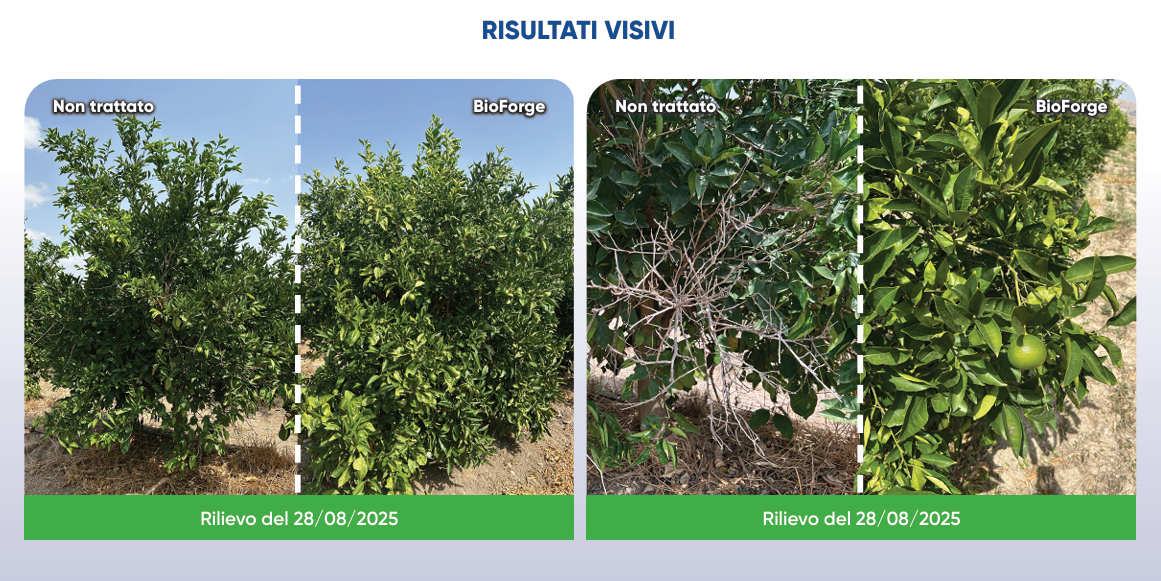 RISULTATI VISIVI
Non trattato
BioForge
Non trattato
BioForge
Rilievo del 28/08/2025
Rilievo del 28/08/2025